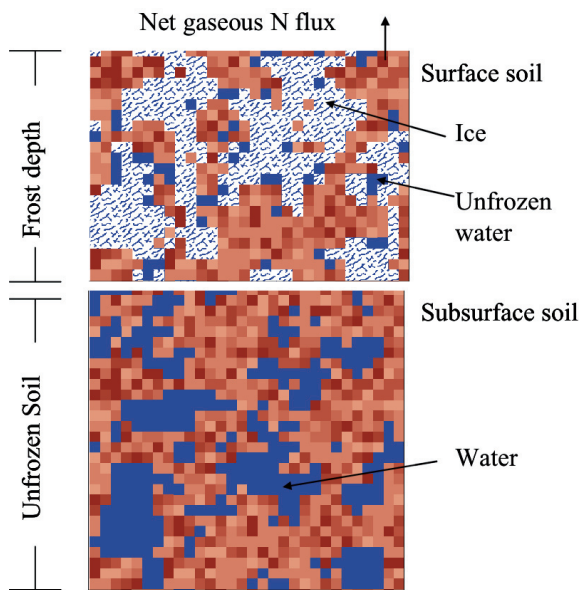 Net gaseous N flux
Surface soil
Ice
Frost depth
Unfrozen
water
Subsurface soil
Unfrozen Soil
Water